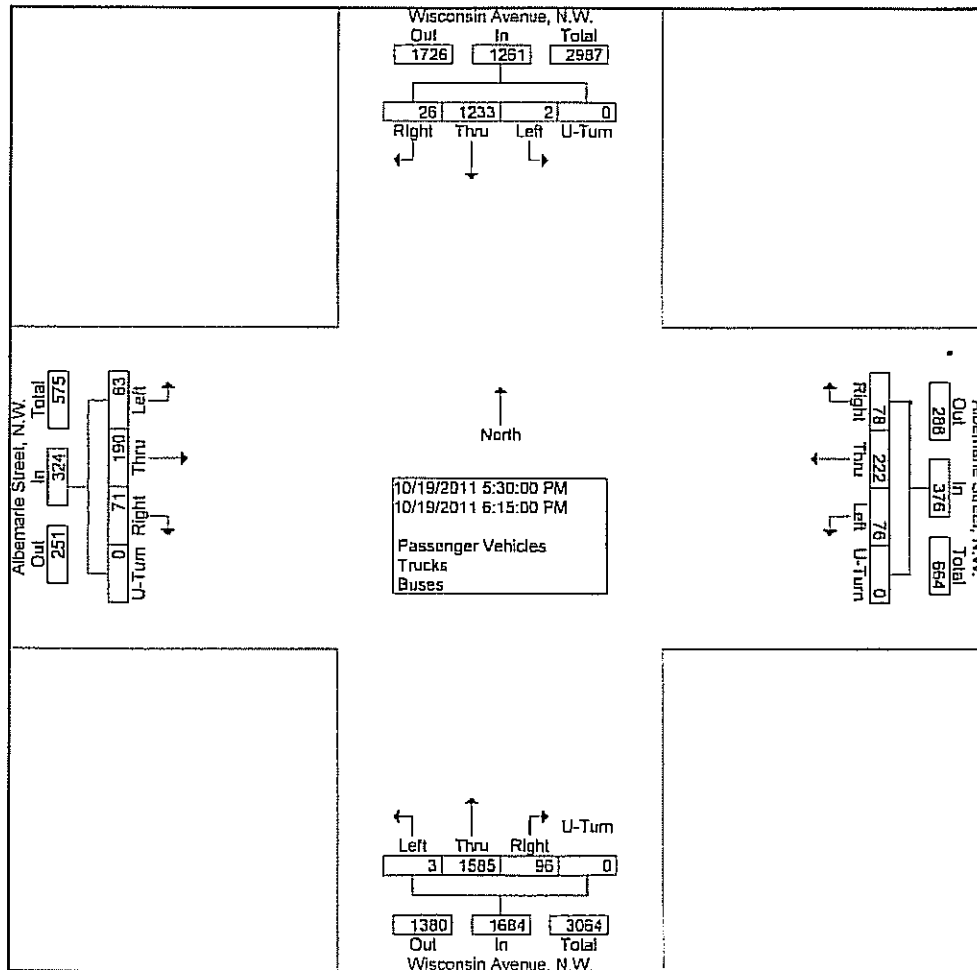 Wisconsin Avenue, N.W.
Out In Total
1726 1261 2987
26 1233 2 0
Right Thru Left U-Turn
Albemarle Street, N.W.
Total In Out
575 324 251
63 190 71 0
Left Thru Right U-Turn
North
10/19/2011 5:30:00 PM
10/19/2011 6:15:00 PM
Passenger Vehicles
Trucks
Buses
Right Thru Left U-Turn
78 222 76 0
288 376 664
Out In Total
Albemarle Street, N.W.
U-Turn
Left Thru Right
3 1585 96 0
1380 1684 3064
Out In Total
Wisconsin Avenue, N.W.